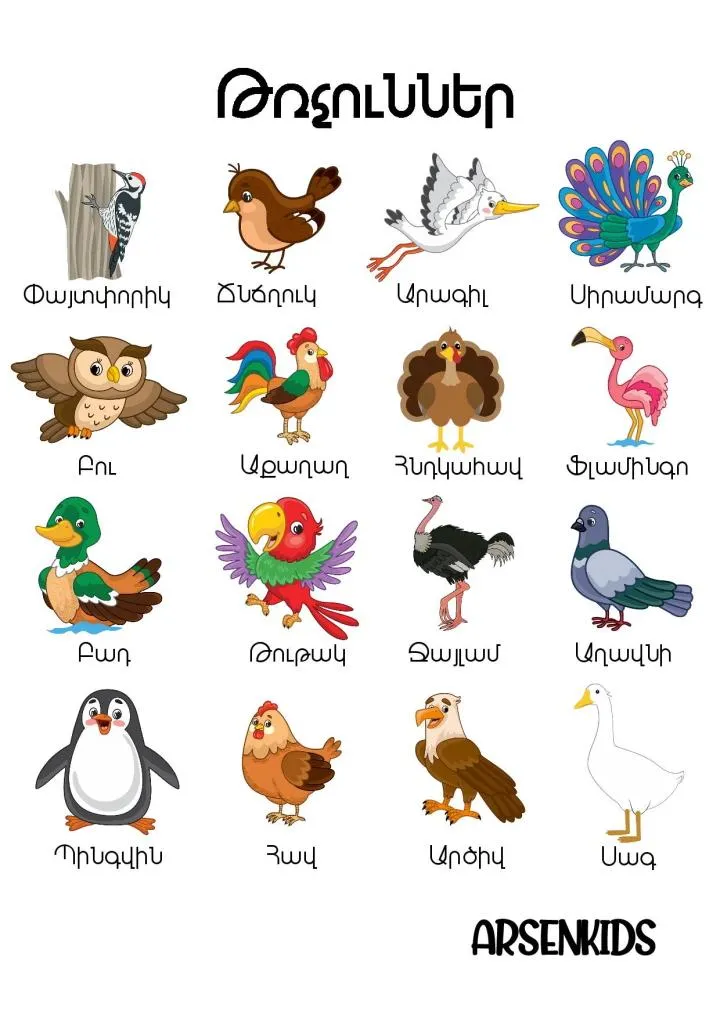 Թռչուններ
Փայտփորիկ Ճնճղուկ Արագիլ Սիրամարգ
Բու Աքաղաղ Հնդկահավ Ֆլամինգո
Բադ Թութակ Ջայլամ Աղավնի
Պինգվին Հավ Արծիվ Սագ
ARSENKIDS